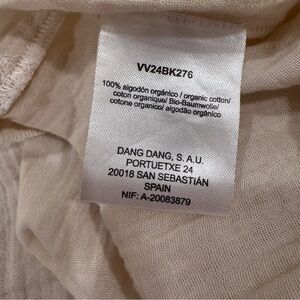 VV24BK276
100% algodón orgánico / organic cotton/
coton organique/ Bio-Baumwolle/
cotone organico/ algodão orgánico
DANG DANG, S. A.U.
PORTUETXE 24
20018 SAN SEBASTIÁN
SPAIN
NIF: A-20083879